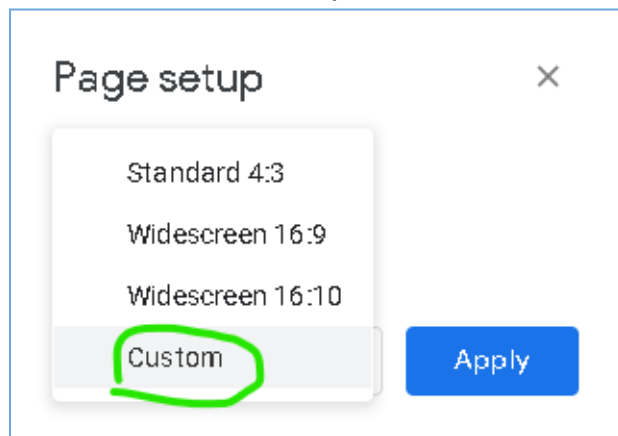 Page setup
Standard 4:3
Widescreen 16:9
Widescreen 16:10
Custom
Apply